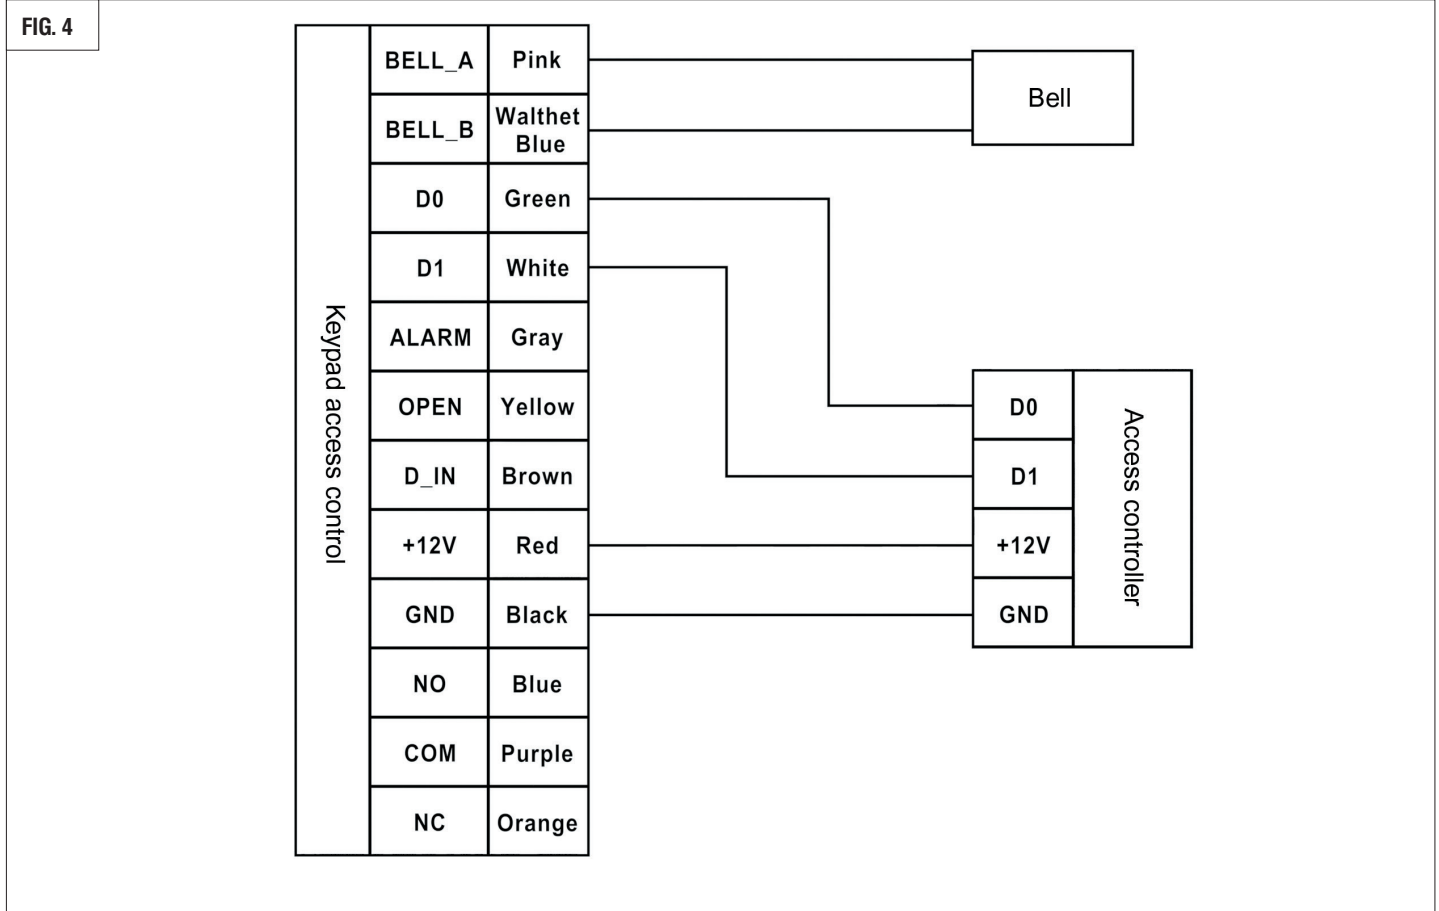 FIG. 4
Keypad access control
BELL_A Pink
BELL_B Walthet
Blue
D0 Green
D1 White
ALARM Gray
OPEN Yellow
D_IN Brown
+12V Red
GND Black
NO Blue
COM Purple
NC Orange
Bell
D0
D1
+12V
GND
Access controller